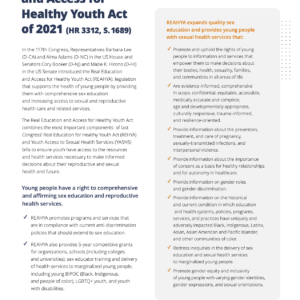 and Access for
Healthy Youth Act
of 2021 (HR 3312, S. 1689)
In the 117th Congress, Representatives Barbara Lee
(D-CA) and Alma Adams (D-NC) in the US House and
Senators Cory Booker (D-NJ) and Mazie K. Hirono (D-HI)
in the US Senate introduced the Real Education
and Access for Healthy Youth Act (REAHYA), legislation
that supports the health of young people by providing
them with comprehensive sex education
and increasing access to sexual and reproductive
health care and related services.
The Real Education and Access for Healthy Youth Act
combines the most important components of last
Congress' Real Education for Healthy Youth Act (REHYA)
and Youth Access to Sexual Health Services (YASHS)
bills to ensure youth have access to the resources
and health services necessary to make informed
decisions about their reproductive and sexual health
and future.
Young people have a right to comprehensive
and affirming sex education and reproductive
health services.
REAHYA promotes programs and services that
are in compliance with current anti-discrimination
policies that should extend to sex education.
REAHYA also provides 5-year competitive grants
for organizations, schools (including colleges and
universities), sex educator training and delivery
of health services to marginalized young people;
including young BIPOC (Black, Indigenous,
and people of color), LGBTQ+ youth, and youth
with disabilities.
REAHYA expands quality sex
education and provides young people
with sexual health services that:
Promote and uphold the rights of young
people to information and services that
empower them to make decisions about
their bodies, health, sexuality, families,
and communities in all areas of life.
Are evidence-informed, comprehensive
in scope, confidential, equitable, accessible,
medically accurate and complete,
age and developmentally appropriate,
culturally responsive, trauma-informed,
and resilience-oriented.
Provide information about the prevention,
treatment, and care of pregnancy,
sexually-transmitted infections, and
interpersonal violence.
Provide information about the importance
of consent as a basis for healthy relationships
and for autonomy in healthcare.
Provide information on gender roles
and gender discrimination.
Provide information on the historical
and current condition in which education
and health systems, policies, programs,
services, and practices have uniquely and
adversely impacted Black, Indigenous, Latinx,
Asian, Asian American and Pacific Islander,
and other communities of color.
Redress inequities in the delivery of sex
education and sexual health services
to marginalized young people.
Promote gender equity and inclusivity
of young people with varying gender identities,
gender expressions, and sexual orientations.